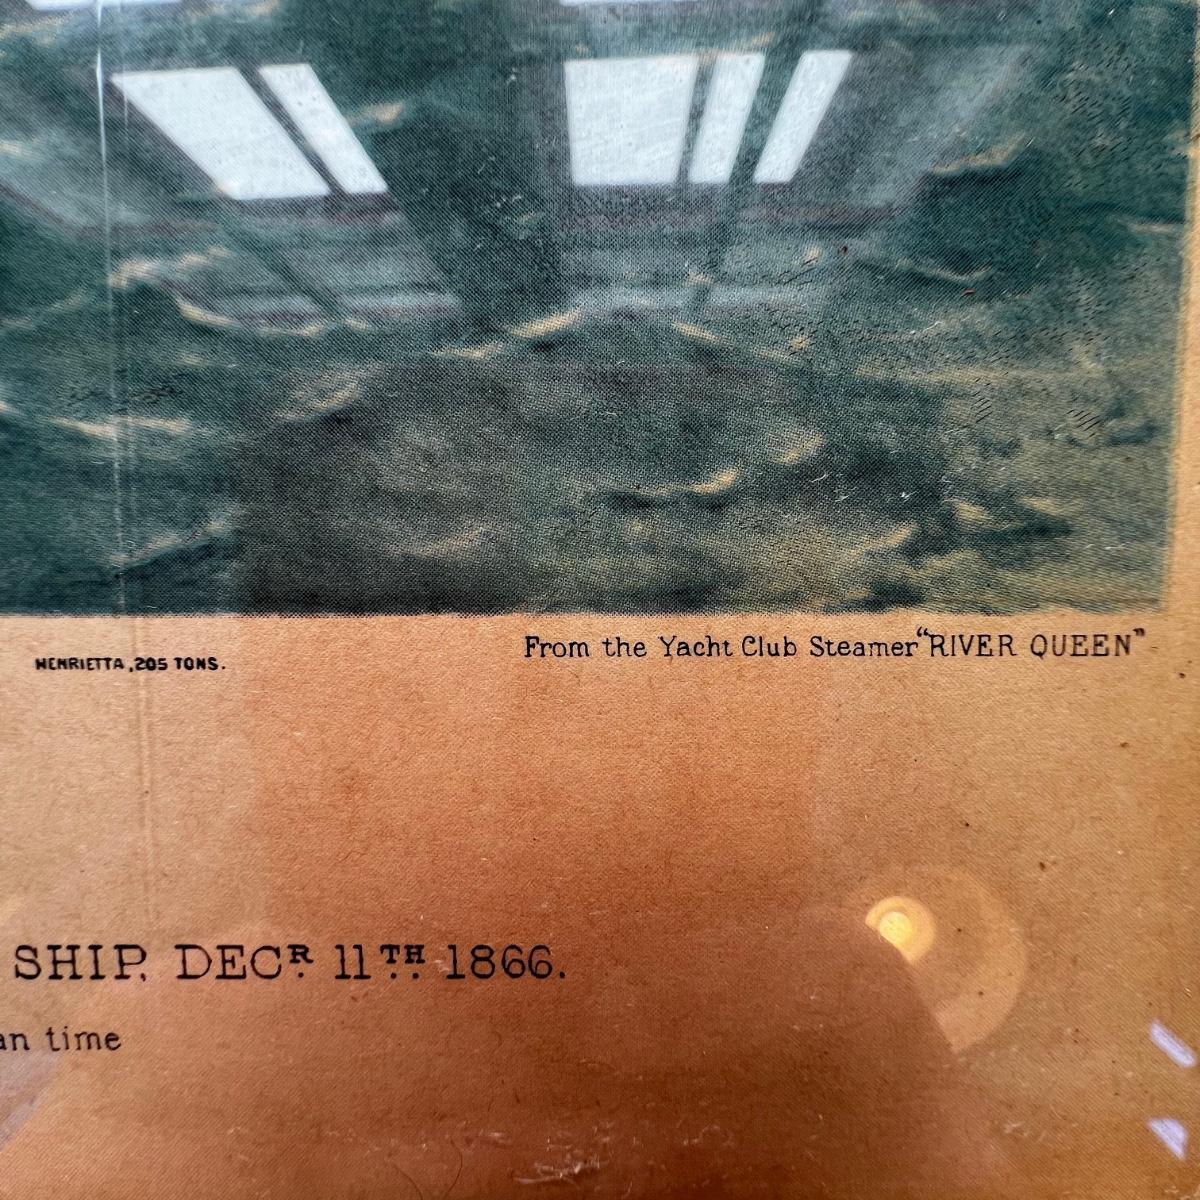 From the Yacht Club Steamer "RIVER QUEEN"
HENRIETTA, 205 TONS.
SHIP, DECR 11TH 1866.
an time